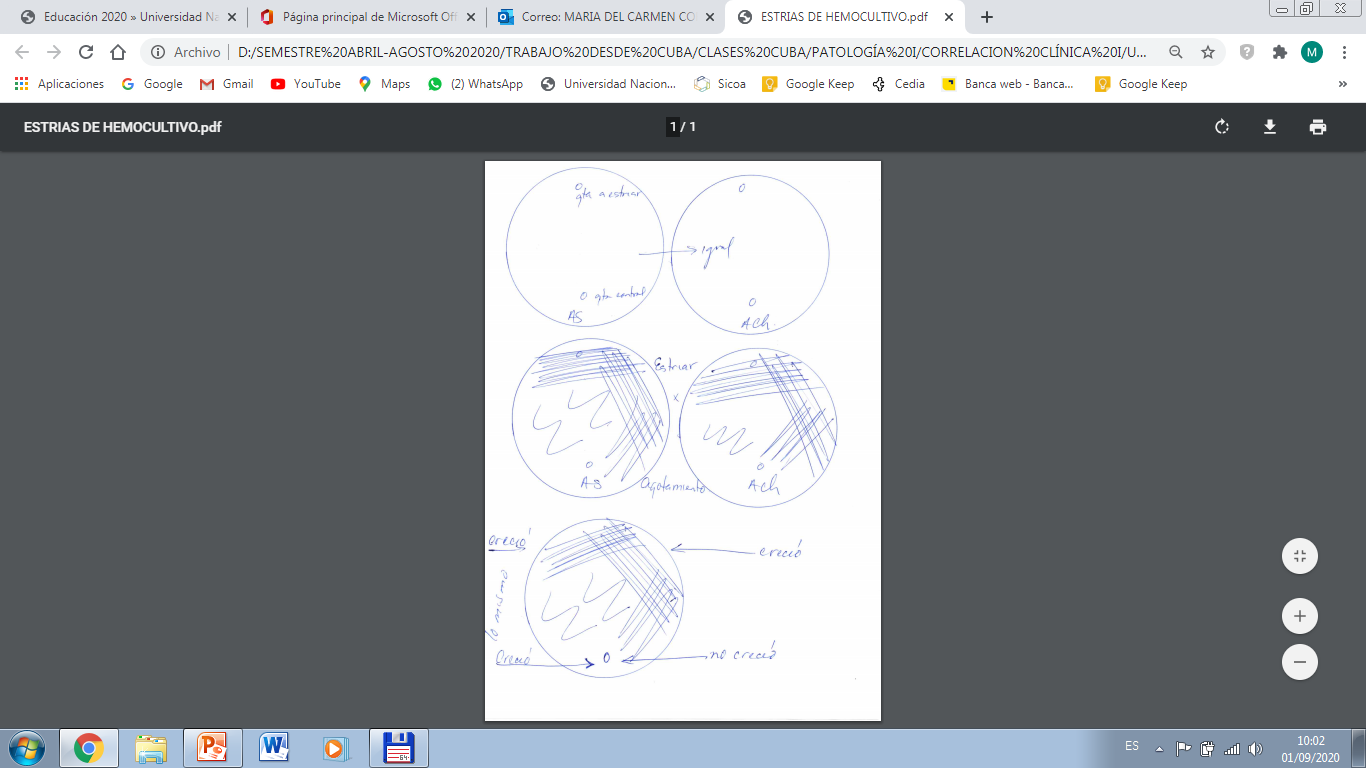 Educación 2020 » Universidad Na
Página principal de Microsoft Off
Correo: MARIA DEL CARMEN CO
ESTRIAS DE HEMOCULTIVO.pdf
Archivo
D:/SEMESTRE%20ABRIL-AGOSTO%202020/TRABAJO%20DESDE%20CUBA/CLASES%20CUBA/PATOLOGÍA%20I/CORRELACION%20CLÍNICA%20I/U...
M
Aplicaciones
Google
Gmail
YouTube
Maps
(2) WhatsApp
Universidad Nacion...
Sicoa
Google Keep
Cedia
Banca web - Banca...
Google Keep
»
ESTRIAS DE HEMOCULTIVO.pdf
1 / 1
gta a estriar
igual
gta control
AS
ACh
Estriar
x
AS
Agotamiento
ACh
creció
creció
lo mismo
Creció
no creció
ES
10:02
01/09/2020